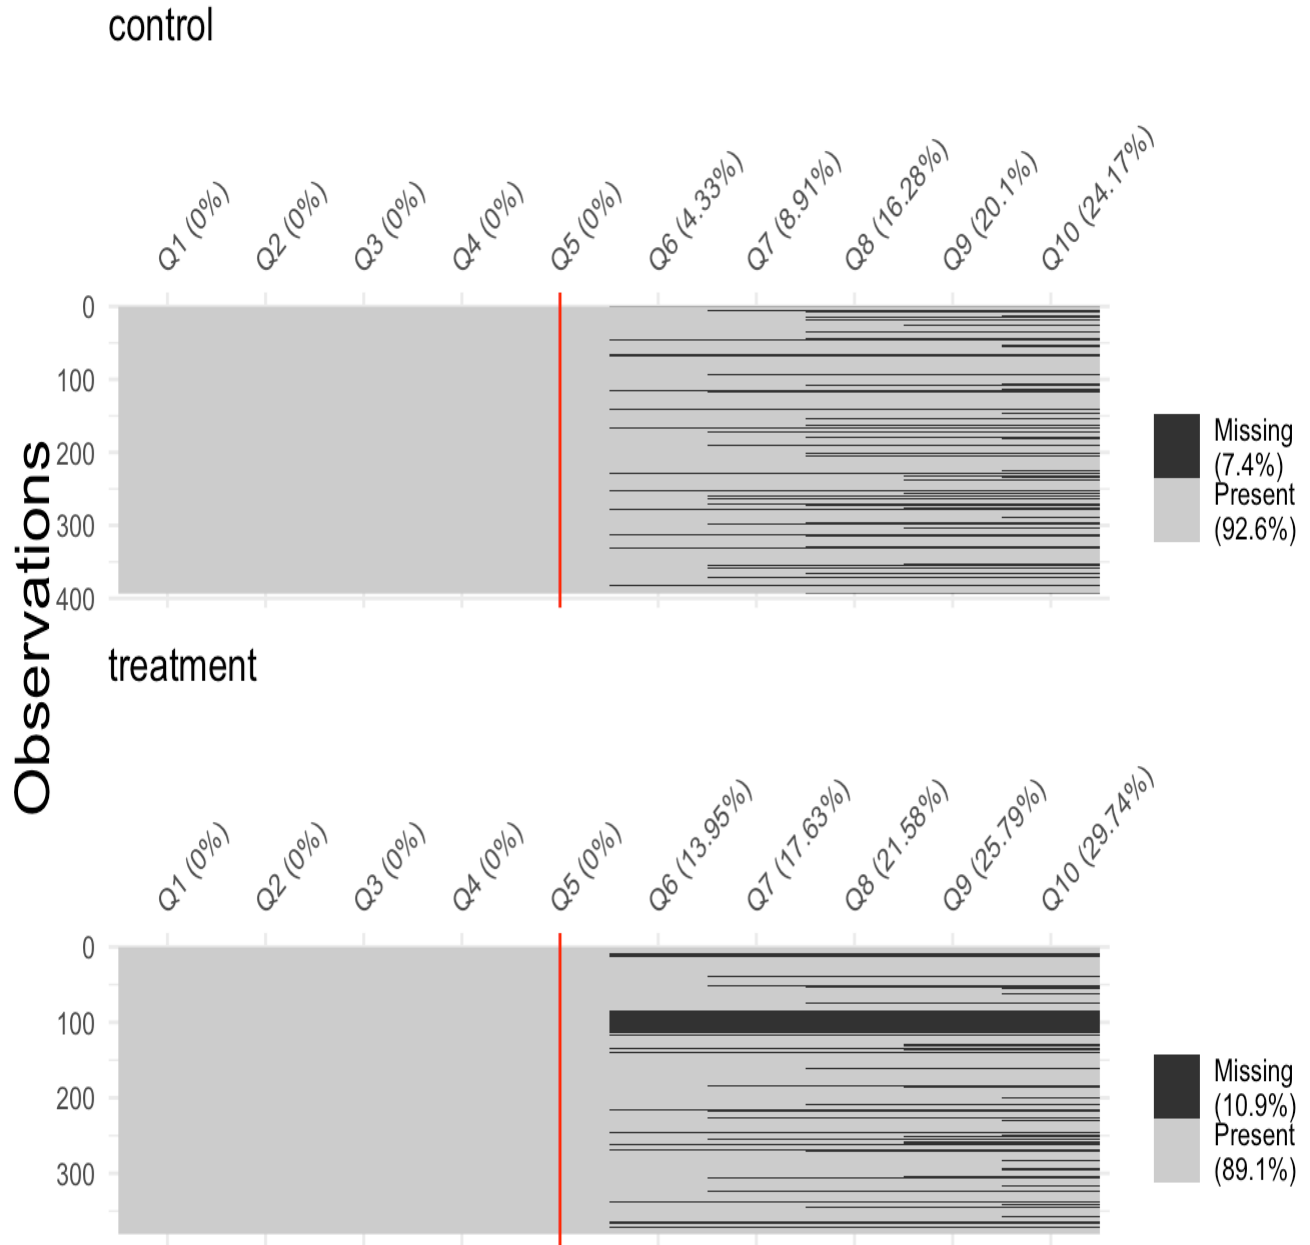 control
Q1 (0%)
Q2 (0%)
Q3 (0%)
Q4 (0%)
Q5 (0%)
Q6 (4.33%)
Q7 (8.91%)
Q8 (16.28%)
Q9 (20.1%)
Q10 (24.17%)
0
100
200
300
400
Missing
(7.4%)
Present
(92.6%)
Observations
treatment
Q1 (0%)
Q2 (0%)
Q3 (0%)
Q4 (0%)
Q5 (0%)
Q6 (13.95%)
Q7 (17.63%)
Q8 (21.58%)
Q9 (25.79%)
Q10 (29.74%)
0
100
200
300
Missing
(10.9%)
Present
(89.1%)